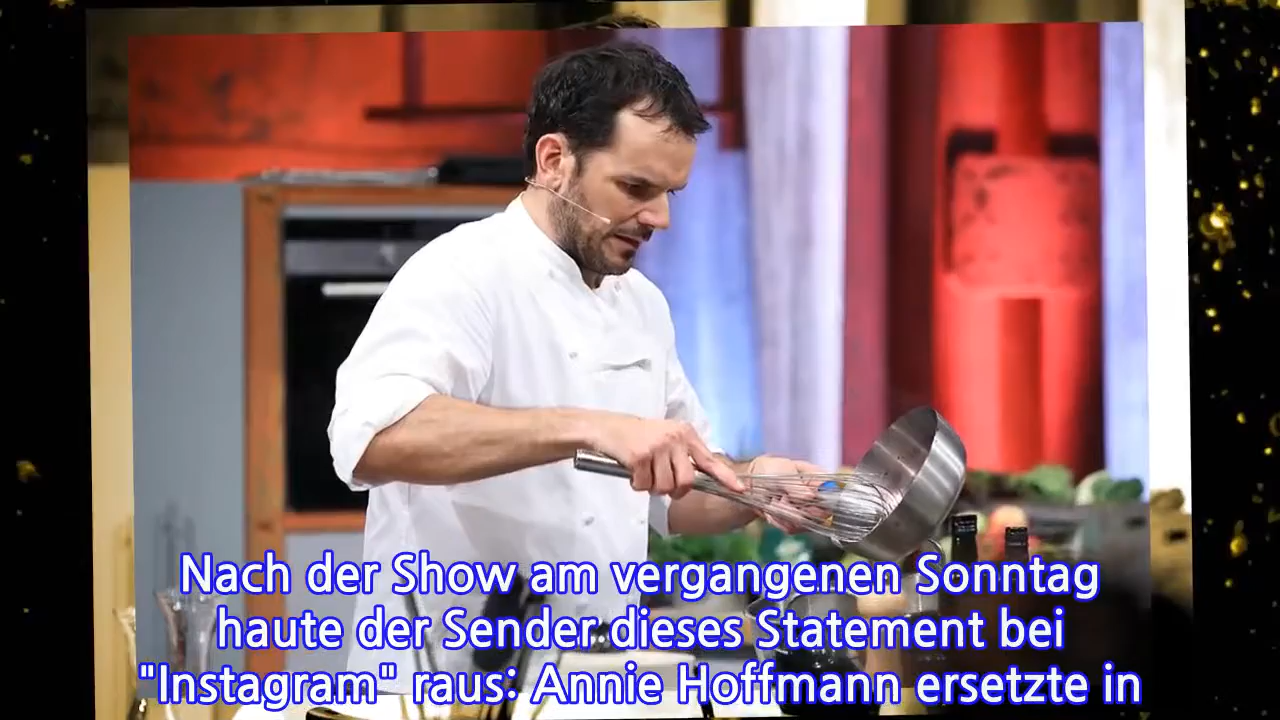 Nach der Show am vergangenen Sonntag
haute der Sender dieses Statement bei
"Instagram" raus: Annie Hoffmann ersetzte in